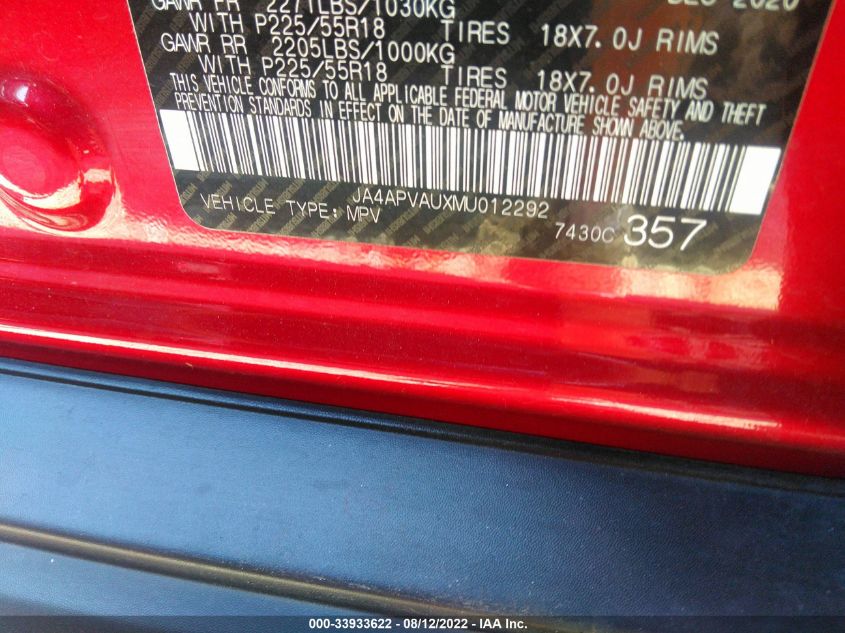 GAWR FR 2271LBS/1030KG DEC 2020
WITH P225/55R18 TIRES 18X7.0J RIMS
GAWR RR 2205LBS/1000KG
WITH P225/55R18 TIRES 18X7.0J RIMS
THIS VEHICLE CONFORMS TO ALL APPLICABLE FEDERAL MOTOR VEHICLE SAFETY AND THEFT
PREVENTION STANDARDS IN EFFECT ON THE DATE OF MANUFACTURE SHOWN ABOVE.
JA4APVAUXMU012292
VEHICLE TYPE: MPV
7430C 357
000-33933622 - 08/12/2022 - IAA Inc.